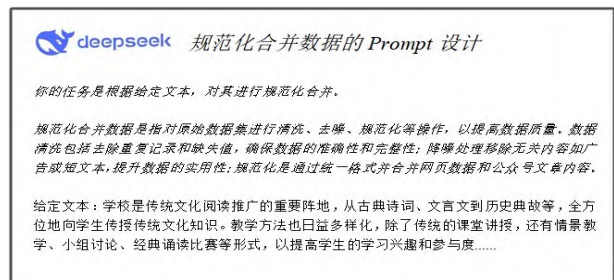 deepseek 规范化合并数据的 Prompt 设计
你的任务是根据给定文本，对其进行规范化合并。
规范化合并数据是指对原始数据集进行清洗、去噪、规范化等操作，以提高数据质量。数据
清洗包括去除重复记录和缺失值，确保数据的准确性和完整性；降噪处理移除无关内容如广
告或短文本，提升数据的实用性；规范化是通过统一格式并合并网页数据和公众号文章内容。
给定文本：学校是传统文化阅读推广的重要阵地，从古典诗词、文言文到历史典故等，全方
位地向学生传授传统文化知识。教学方法也日益多样化，除了传统的课堂讲授，还有情景教
学、小组讨论、经典诵读比赛等形式，以提高学生的学习兴趣和参与度……